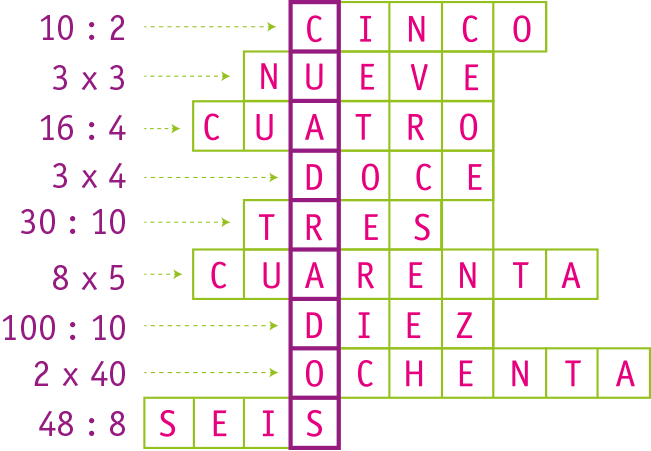 10 : 2 CINCO
3 x 3 NUEVE
16 : 4 CUATRO
3 x 4 DOCE
30 : 10 TRES
8 x 5 CUARENTA
100 : 10 DIEZ
2 x 40 OCHENTA
48 : 8 SEIS